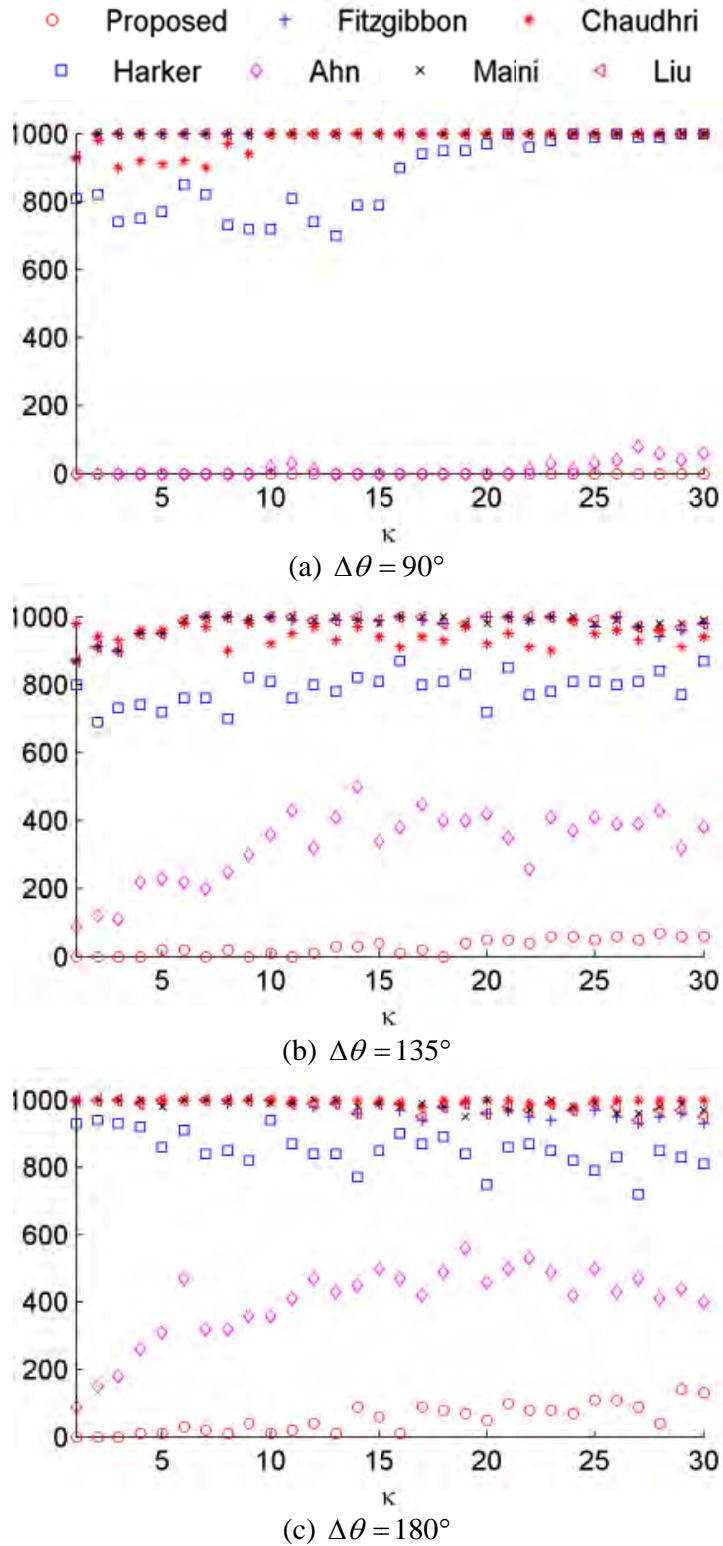 Proposed Fitzgibbon Chaudhri
Harker Ahn Maini Liu
1000
800
600
400
200
0
5 10 15 20 25 30
κ
(a) Δθ = 90°
1000
800
600
400
200
0
5 10 15 20 25 30
κ
(b) Δθ = 135°
1000
800
600
400
200
0
5 10 15 20 25 30
κ
(c) Δθ = 180°